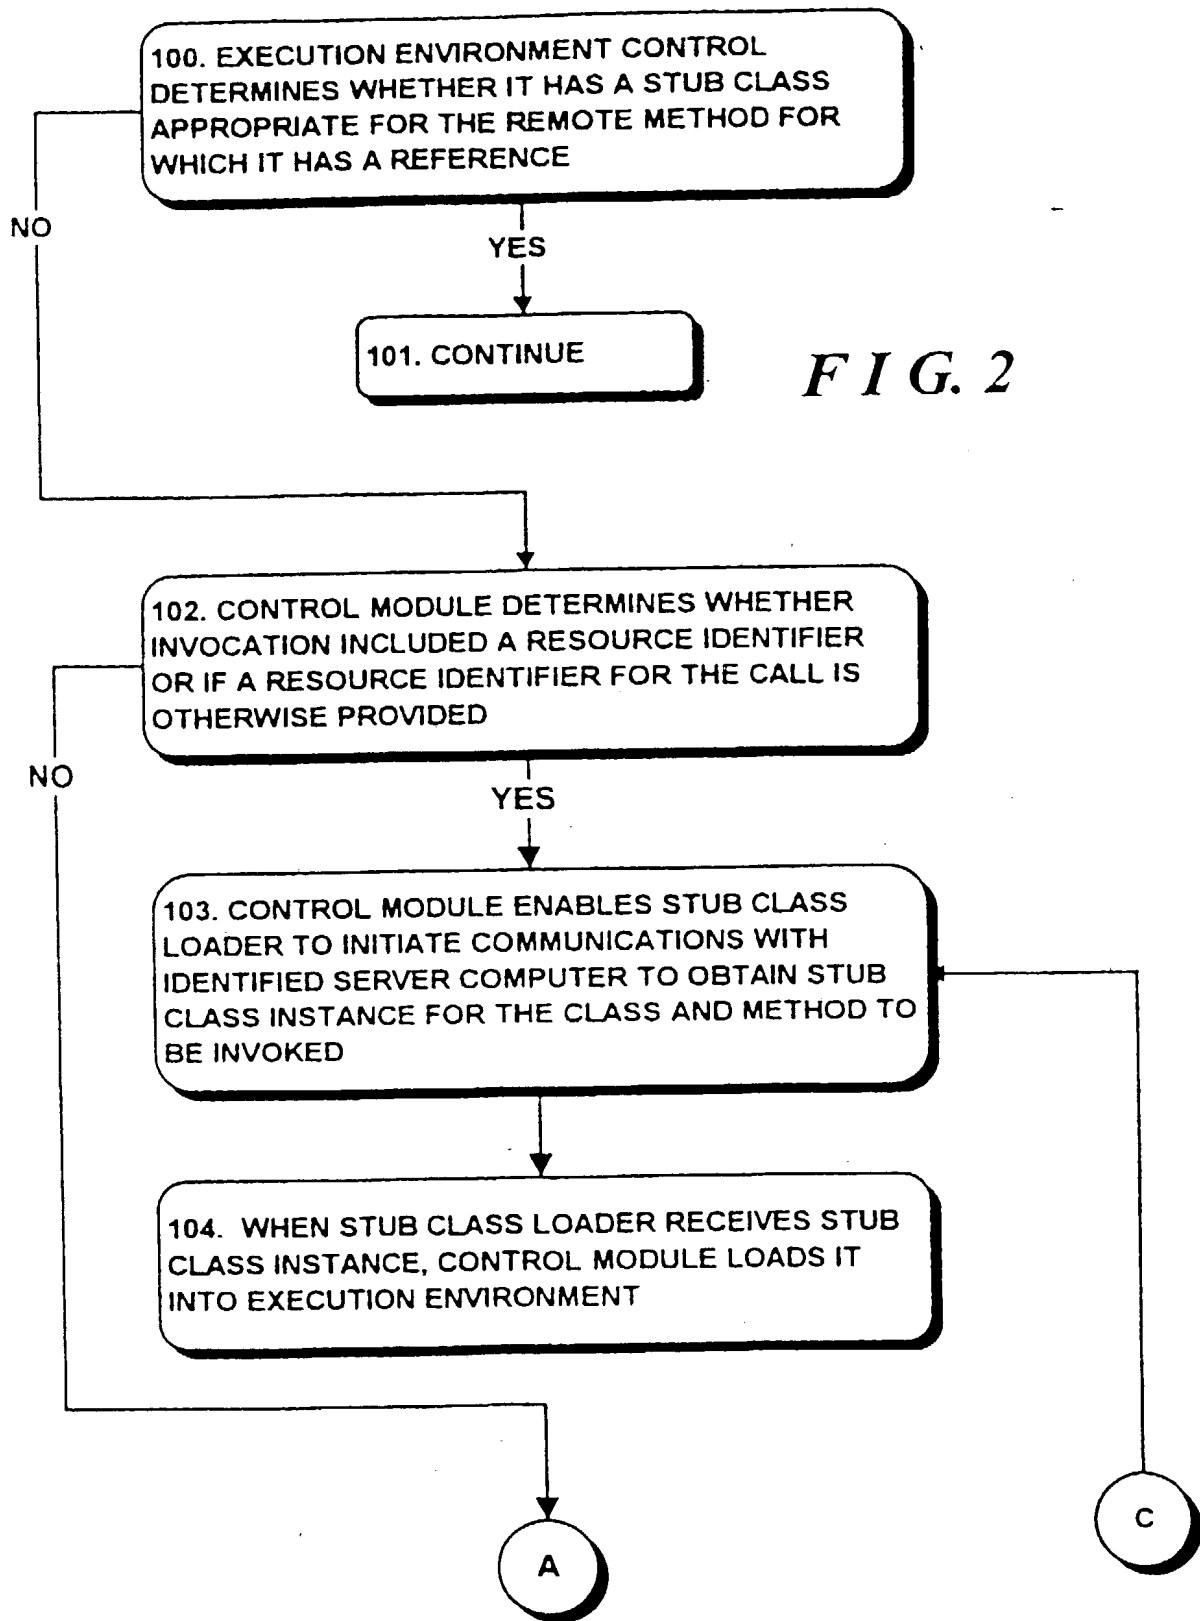 100. EXECUTION ENVIRONMENT CONTROL
DETERMINES WHETHER IT HAS A STUB CLASS
APPROPRIATE FOR THE REMOTE METHOD FOR
WHICH IT HAS A REFERENCE
NO
YES
101. CONTINUE
FIG. 2
102. CONTROL MODULE DETERMINES WHETHER
INVOCATION INCLUDED A RESOURCE IDENTIFIER
OR IF A RESOURCE IDENTIFIER FOR THE CALL IS
OTHERWISE PROVIDED
NO
YES
103. CONTROL MODULE ENABLES STUB CLASS
LOADER TO INITIATE COMMUNICATIONS WITH
IDENTIFIED SERVER COMPUTER TO OBTAIN STUB
CLASS INSTANCE FOR THE CLASS AND METHOD TO
BE INVOKED
104. WHEN STUB CLASS LOADER RECEIVES STUB
CLASS INSTANCE, CONTROL MODULE LOADS IT
INTO EXECUTION ENVIRONMENT
C
A